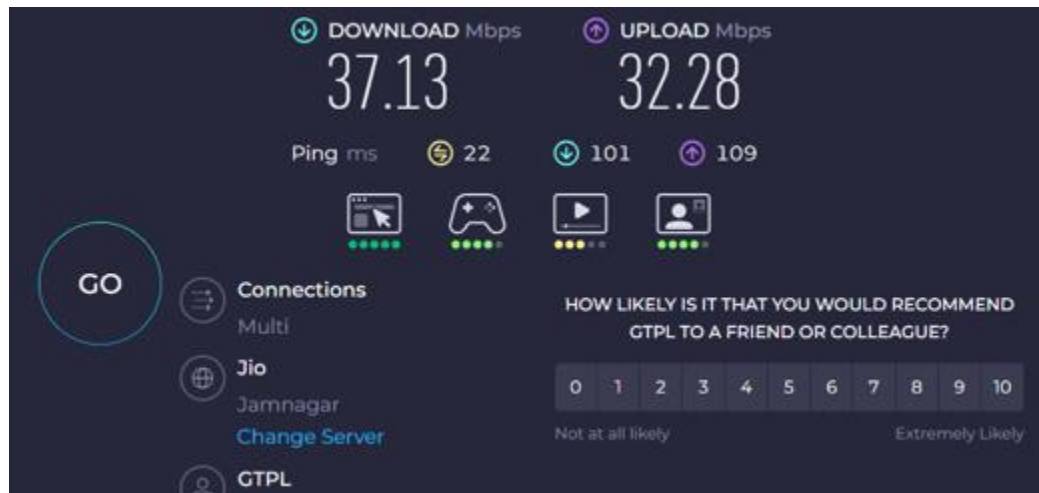 DOWNLOAD Mbps
UPLOAD Mbps
37.13
32.28
Ping ms 22 101 109
GO
Connections
Multi
Jio
Jamnagar
Change Server
GTPL
HOW LIKELY IS IT THAT YOU WOULD RECOMMEND
GTPL TO A FRIEND OR COLLEAGUE?
0 1 2 3 4 5 6 7 8 9 10
Not at all likely
Extremely Likely